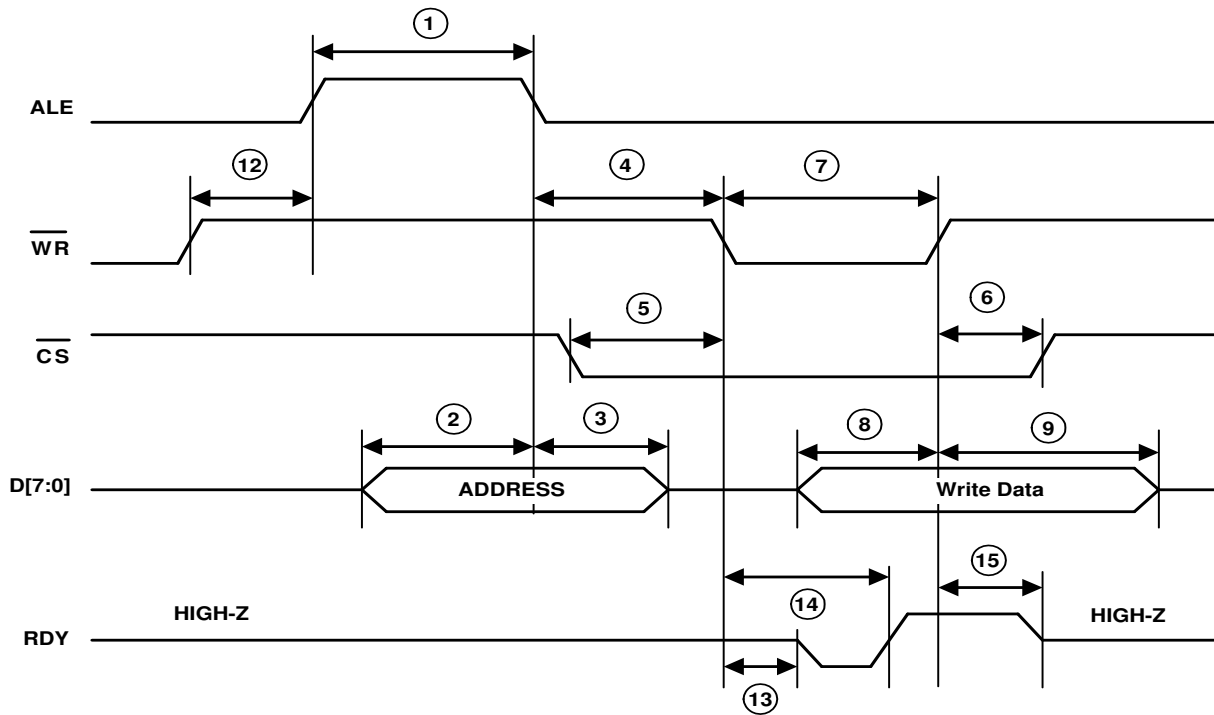 1
ALE
12
4
7
WR
5
6
CS
2
3
8
9
D[7:0]
ADDRESS
Write Data
15
14
HIGH-Z
HIGH-Z
RDY
13